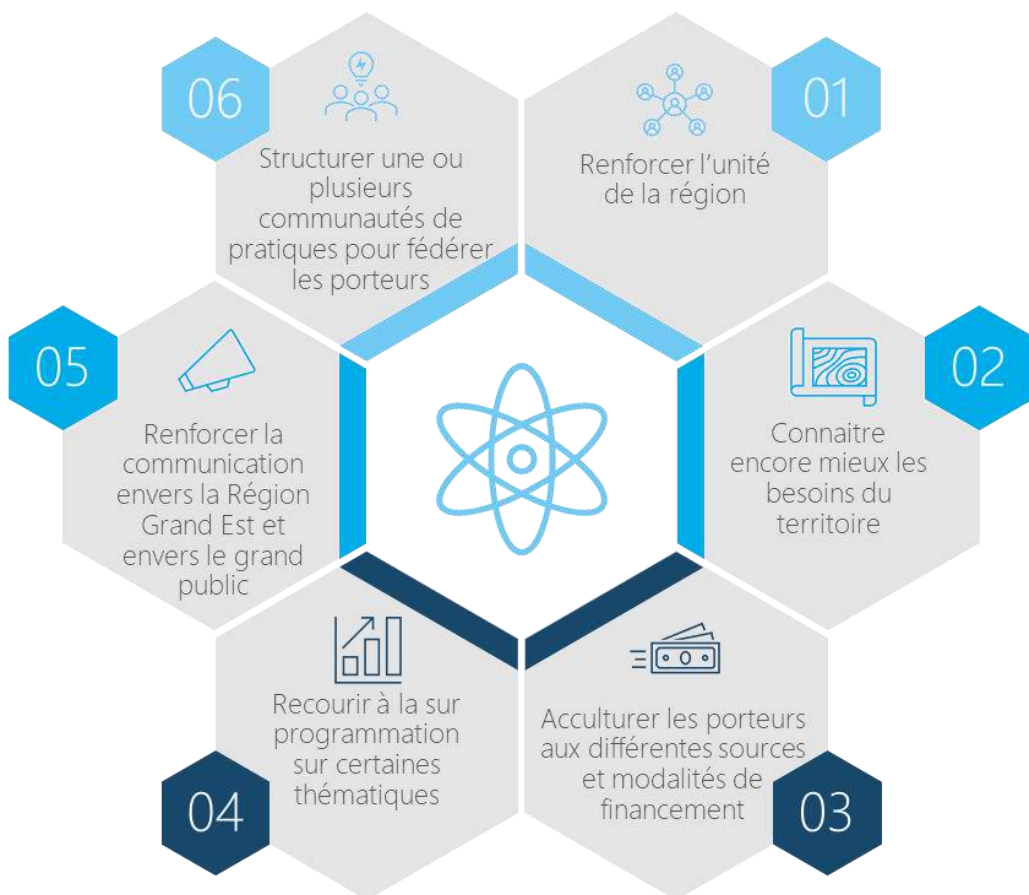 01
Renforcer l'unité
de la région
02
Connaitre
encore mieux les
besoins du
territoire
03
Acculturer les porteurs
aux différentes sources
et modalités de
financement
04
Recourir à la sur
programmation
sur certaines
thématiques
05
Renforcer la
communication
envers la Région
Grand Est et
envers le grand
public
06
Structurer une ou
plusieurs
communautés de
pratiques pour fédérer
les porteurs